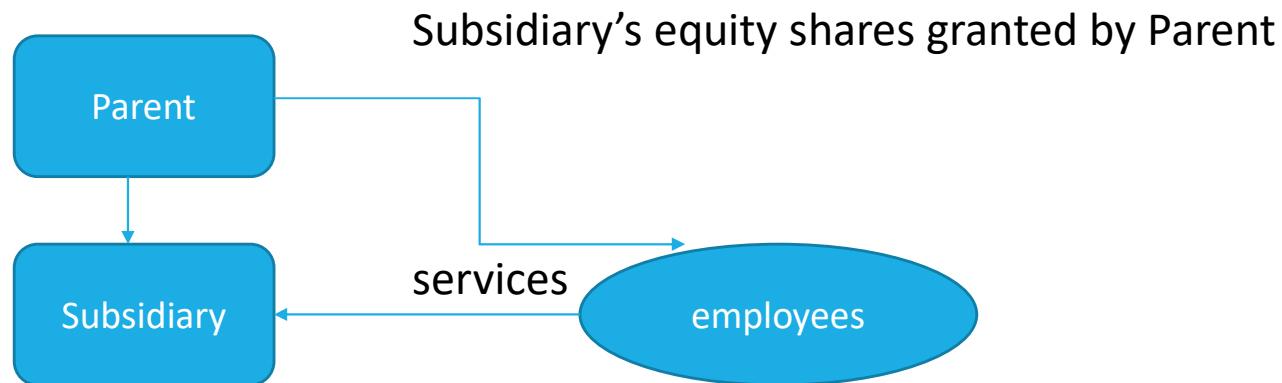 Subsidiary’s equity shares granted by Parent
Parent
services
Subsidiary
employees